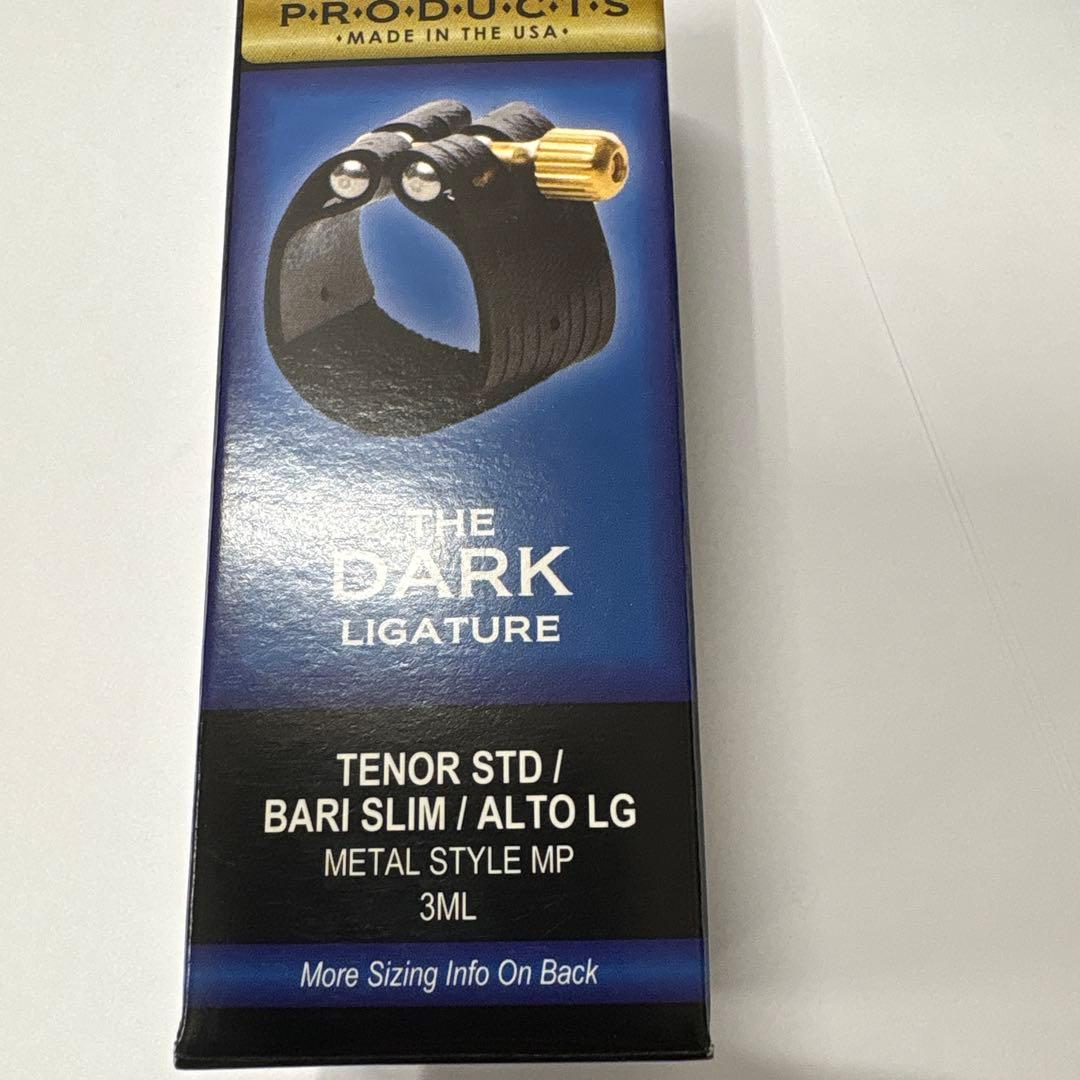 P•R•O•D•U•C•T•S
•MADE IN THE USA•
THE
DARK
LIGATURE
TENOR STD /
BARI SLIM / ALTO LG
METAL STYLE MP
3ML
More Sizing Info On Back